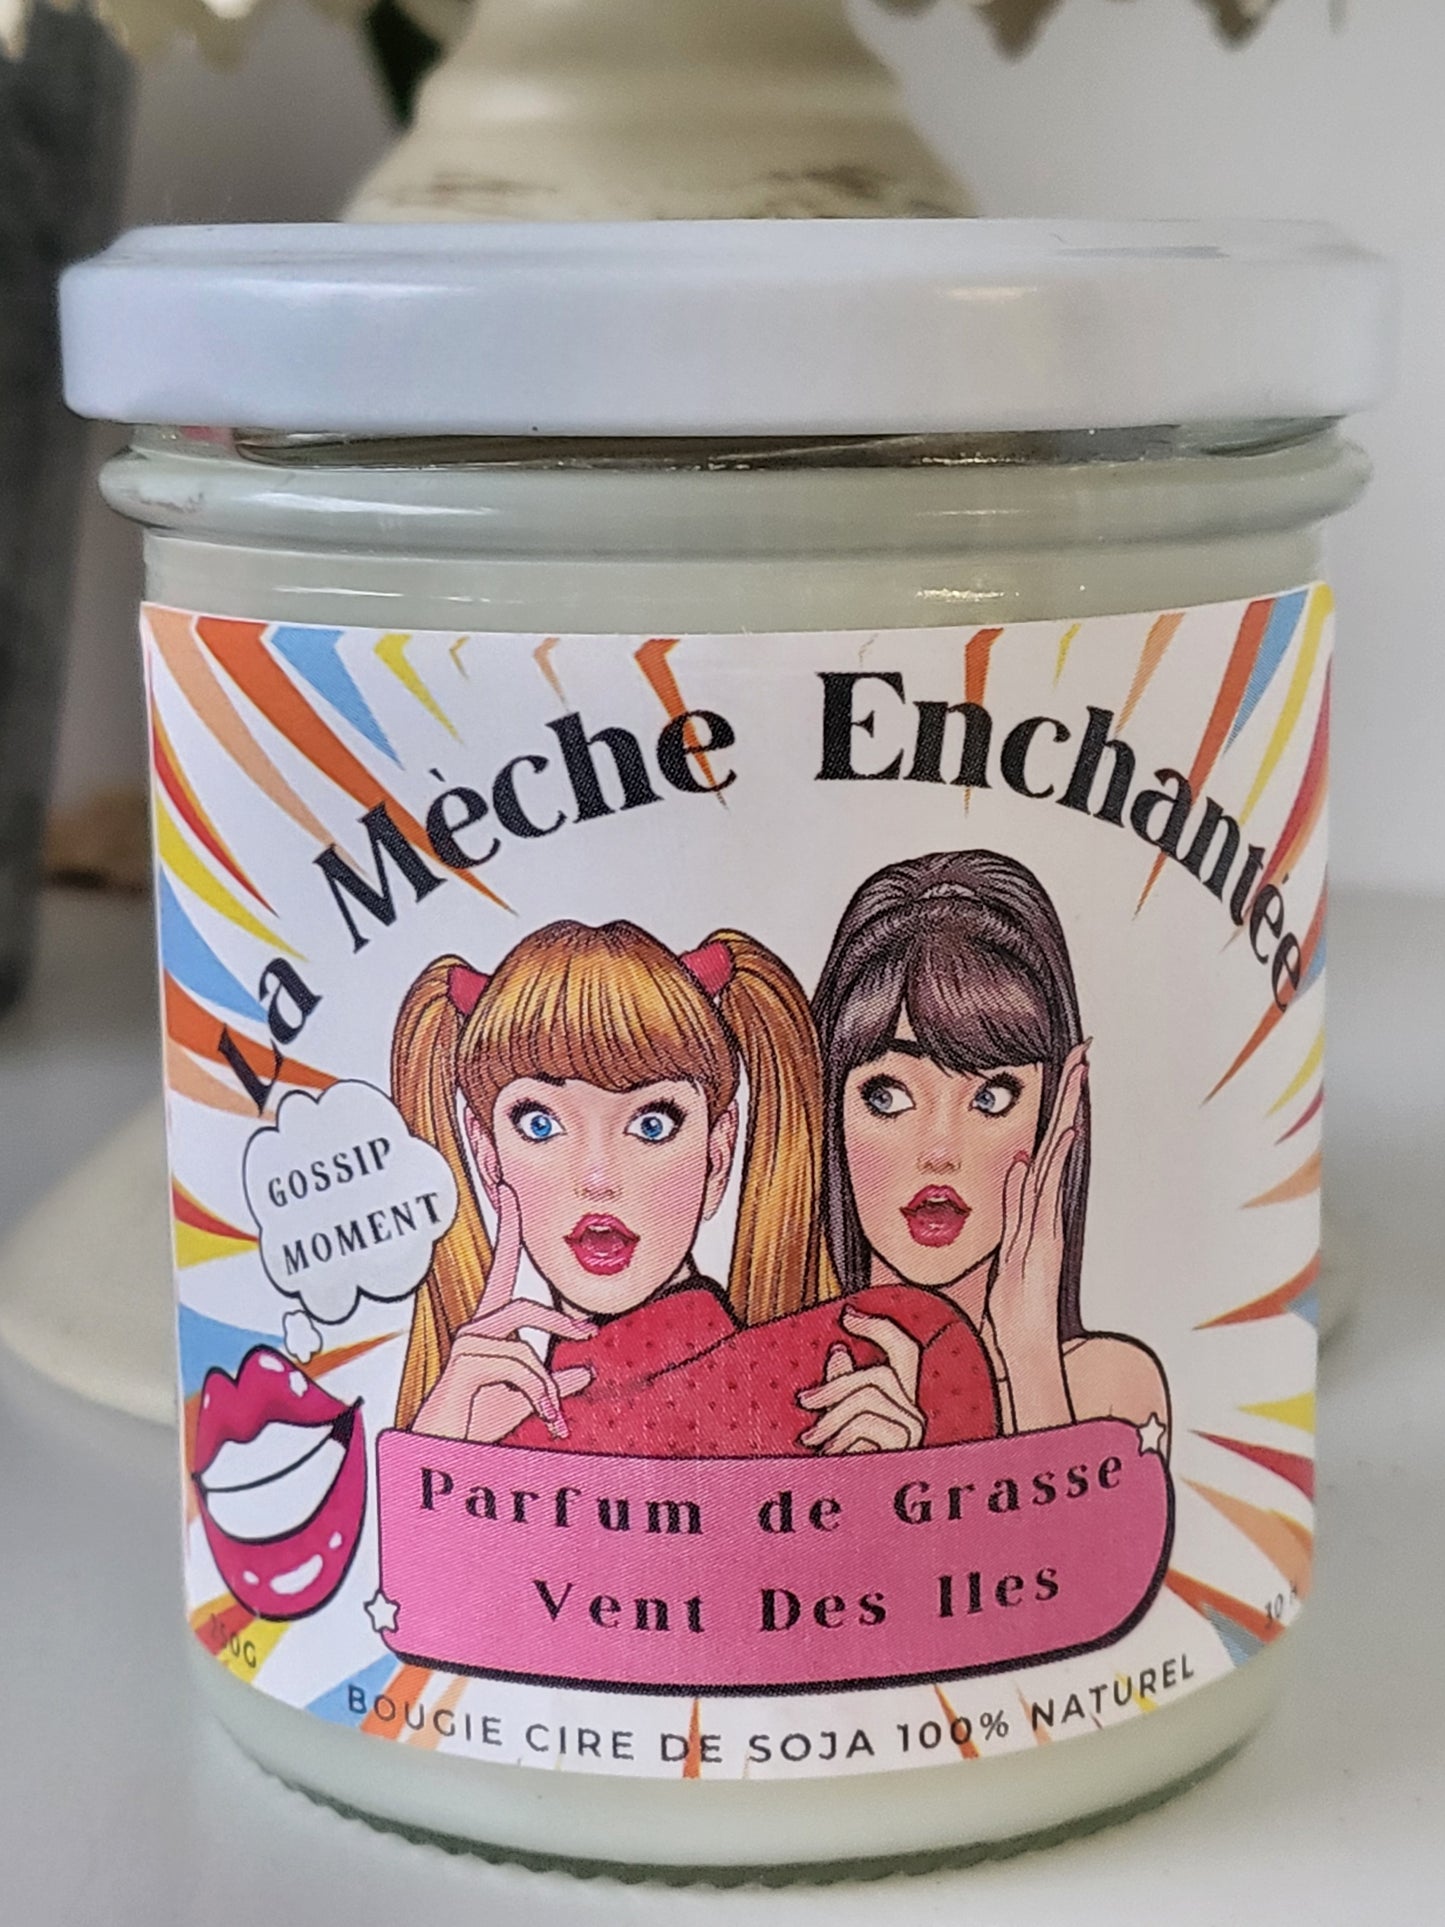 La Mèche Enchantée
GOSSIP
MOMENT
Parfum de Grasse
Vent Des Iles
BOUGIE CIRE DE SOJA 100% NATUREL